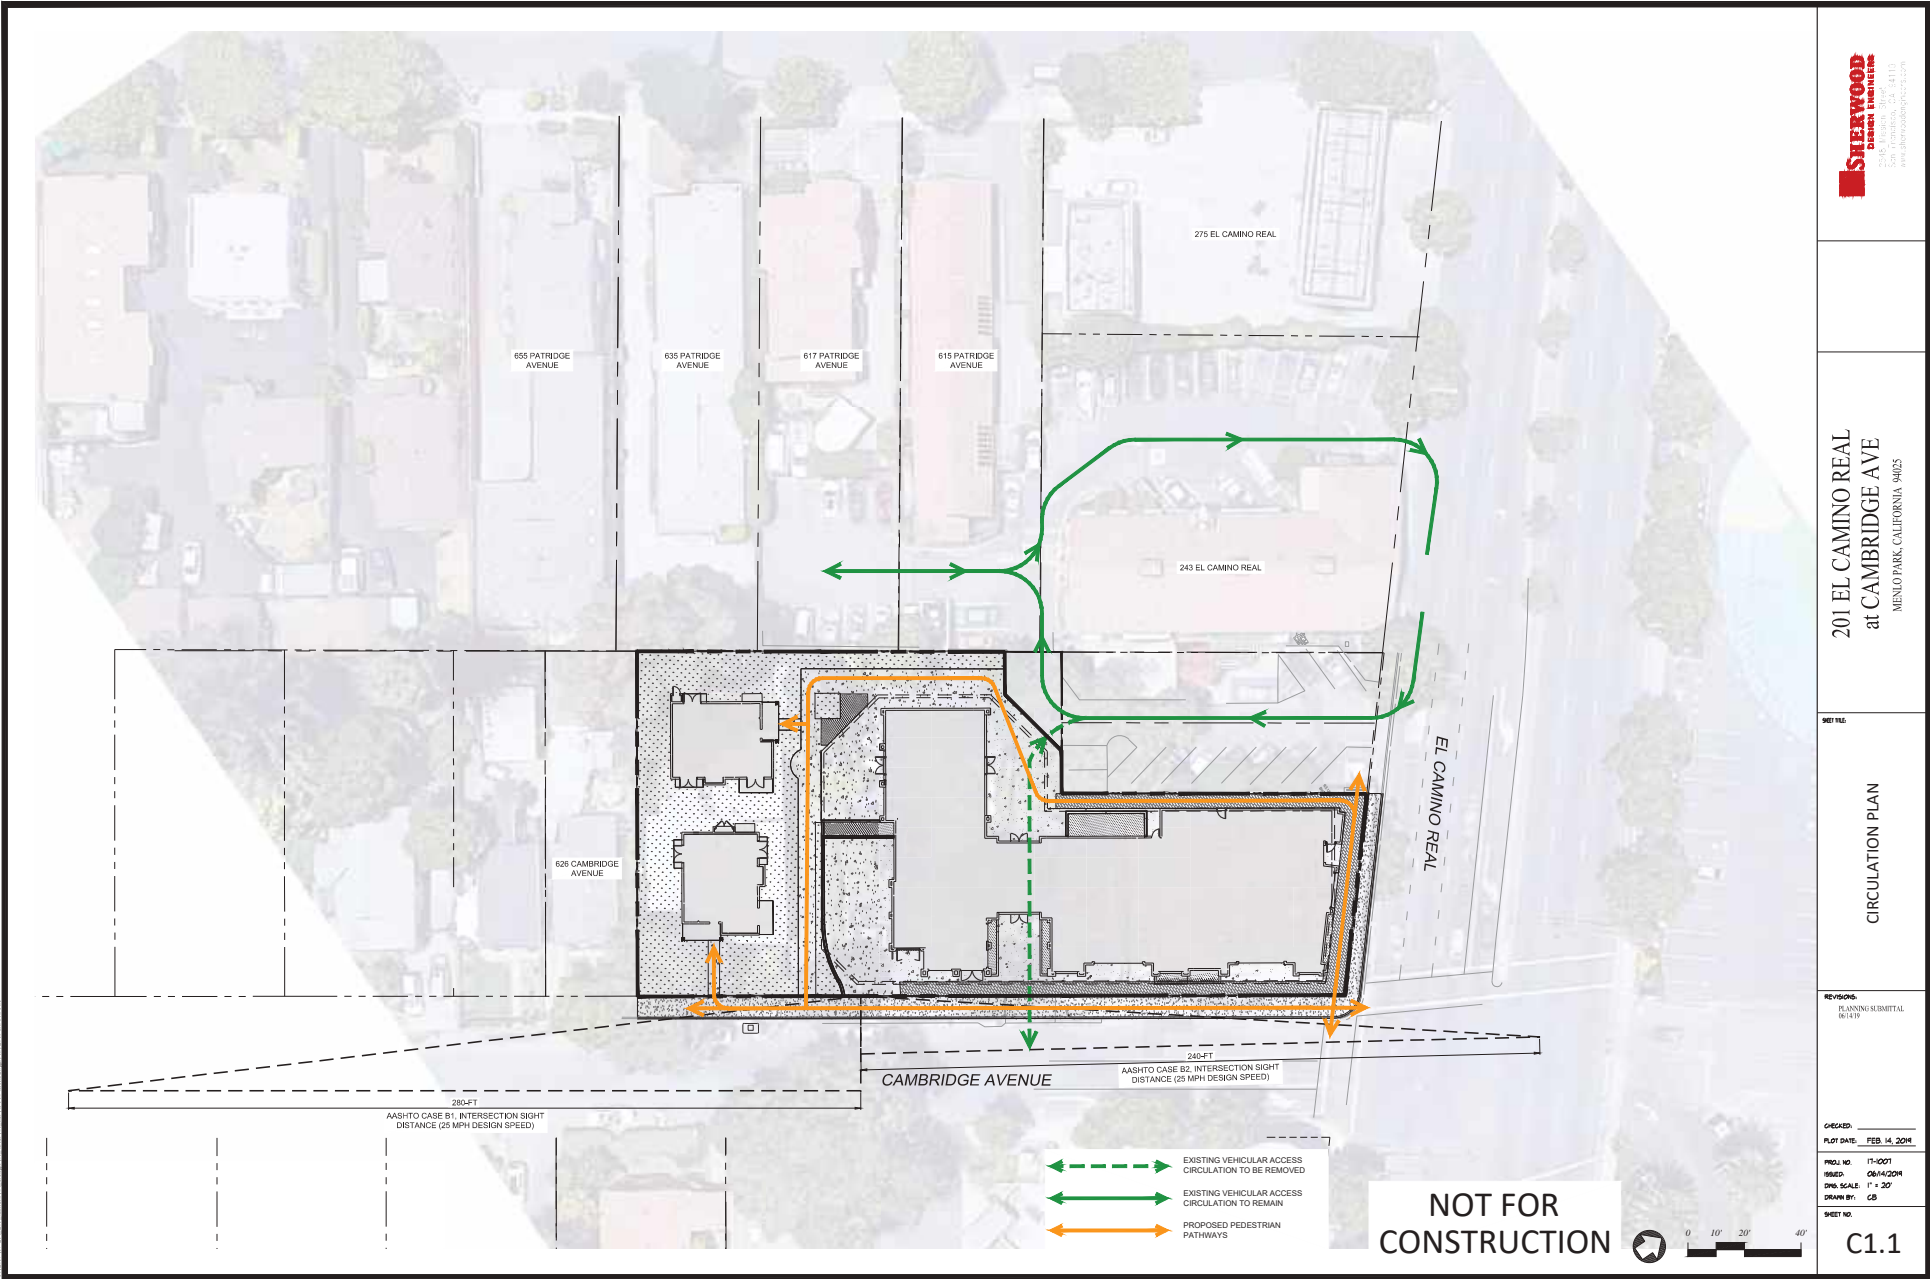 275 EL CAMINO REAL
655 PATRIDGE
AVENUE
635 PATRIDGE
AVENUE
617 PATRIDGE
AVENUE
615 PATRIDGE
AVENUE
243 EL CAMINO REAL
626 CAMBRIDGE
AVENUE
EL CAMINO REAL
240-FT
AASHTO CASE B2, INTERSECTION SIGHT
DISTANCE (25 MPH DESIGN SPEED)
CAMBRIDGE AVENUE
280-FT
AASHTO CASE B1, INTERSECTION SIGHT
DISTANCE (25 MPH DESIGN SPEED)
EXISTING VEHICULAR ACCESS
CIRCULATION TO BE REMOVED
EXISTING VEHICULAR ACCESS
CIRCULATION TO REMAIN
PROPOSED PEDESTRIAN
PATHWAYS
NOT FOR
CONSTRUCTION
0 10' 20' 40'
SHERWOOD
DESIGN ENGINEERS
201 EL CAMINO REAL
at CAMBRIDGE AVE
MENLO PARK, CALIFORNIA 94025
SHEET TITLE:
CIRCULATION PLAN
REVISIONS:
PLANNING SUBMITTAL
06/14/19
CHECKED:
PLOT DATE: FEB. 14, 2019
PROJ. NO. 17-1007
ISSUED: 06/14/2019
DWG. SCALE: 1" = 20'
DRAWN BY: CB
SHEET NO.
C1.1